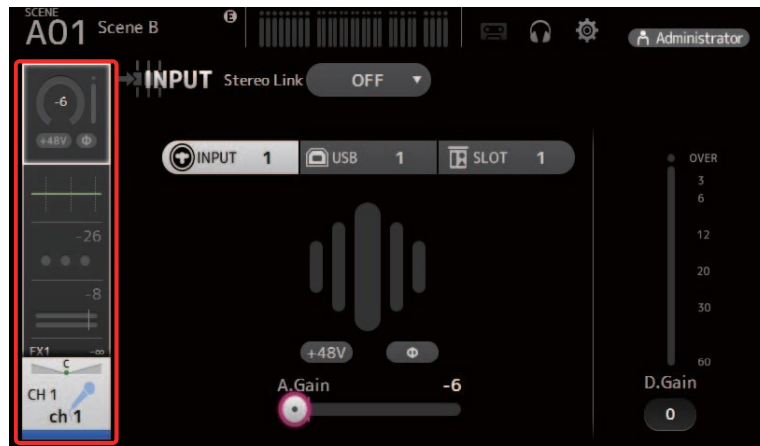 SCENE
A01 Scene B
E
Administrator
-6
+48V Φ
-26
-8
FX1 -∞
C
CH 1
ch 1
INPUT Stereo Link OFF
INPUT 1 USB 1 SLOT 1
+48V Φ
A.Gain -6
OVER
3
6
12
20
30
60
D.Gain
0